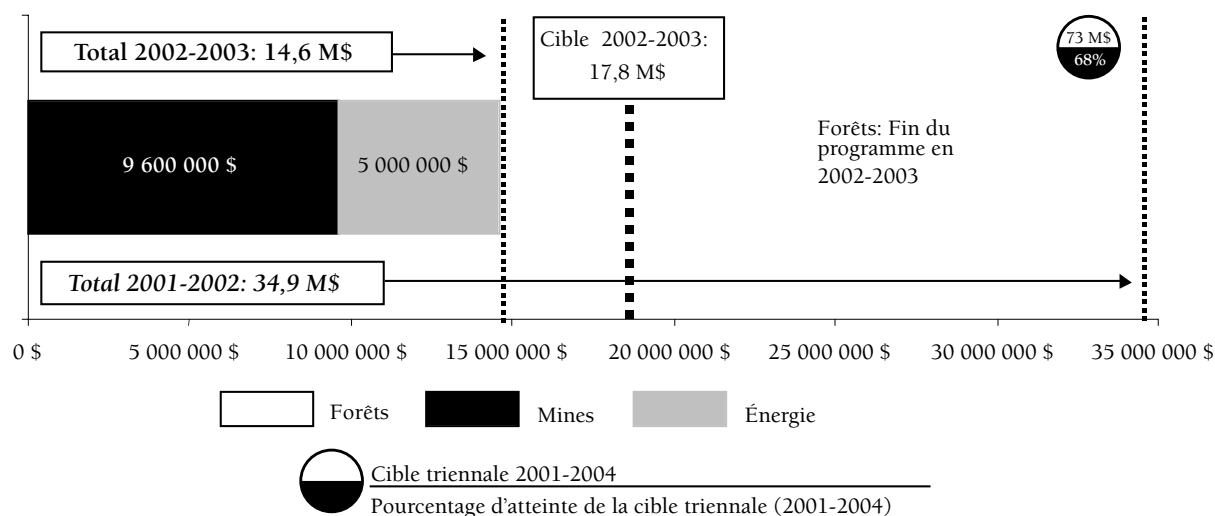 Total 2002-2003: 14,6 M$
Cible 2002-2003:
17,8 M$
73 M$
68%
9 600 000 $
5 000 000 $
Forêts: Fin du
programme en
2002-2003
Total 2001-2002: 34,9 M$
0 $ 5 000 000 $ 10 000 000 $ 15 000 000 $ 20 000 000 $ 25 000 000 $ 30 000 000 $ 35 000 000 $
Forêts Mines Énergie
Cible triennale 2001-2004
Pourcentage d'atteinte de la cible triennale (2001-2004)